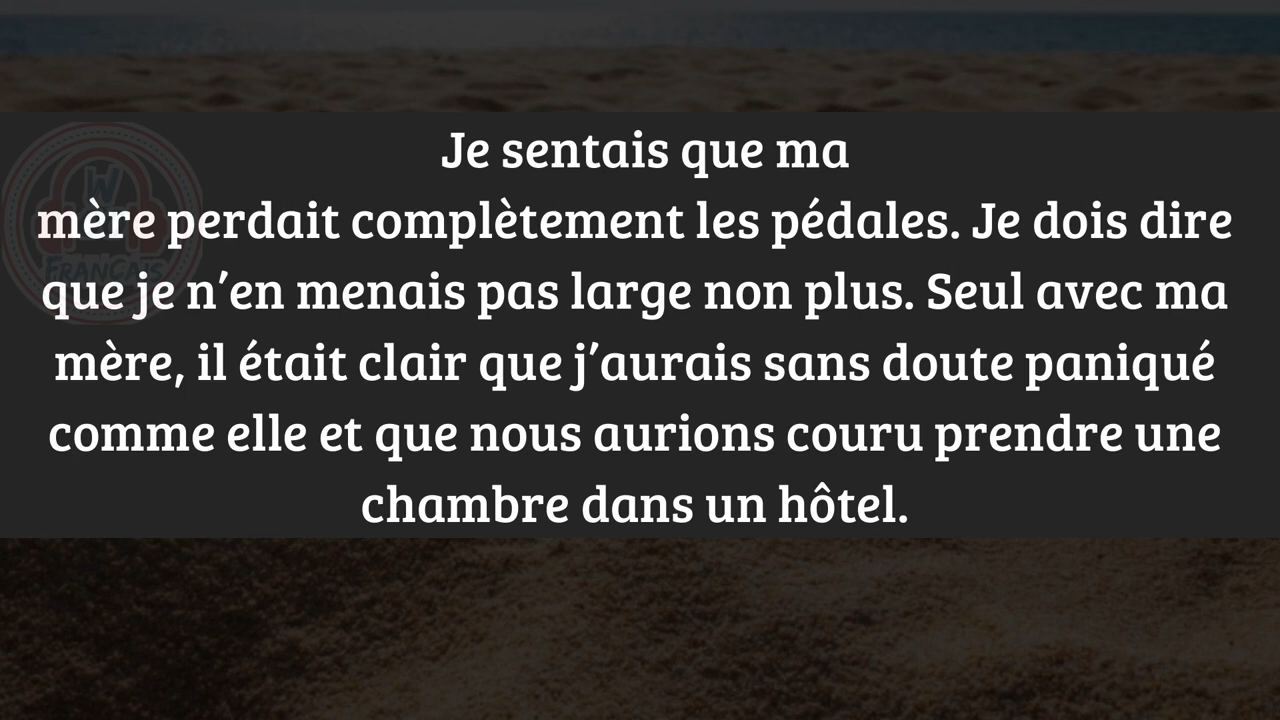 Je sentais que ma
mère perdait complètement les pédales. Je dois dire
que je n’en menais pas large non plus. Seul avec ma
mère, il était clair que j’aurais sans doute paniqué
comme elle et que nous aurions couru prendre une
chambre dans un hôtel.
W
FRANÇAIS